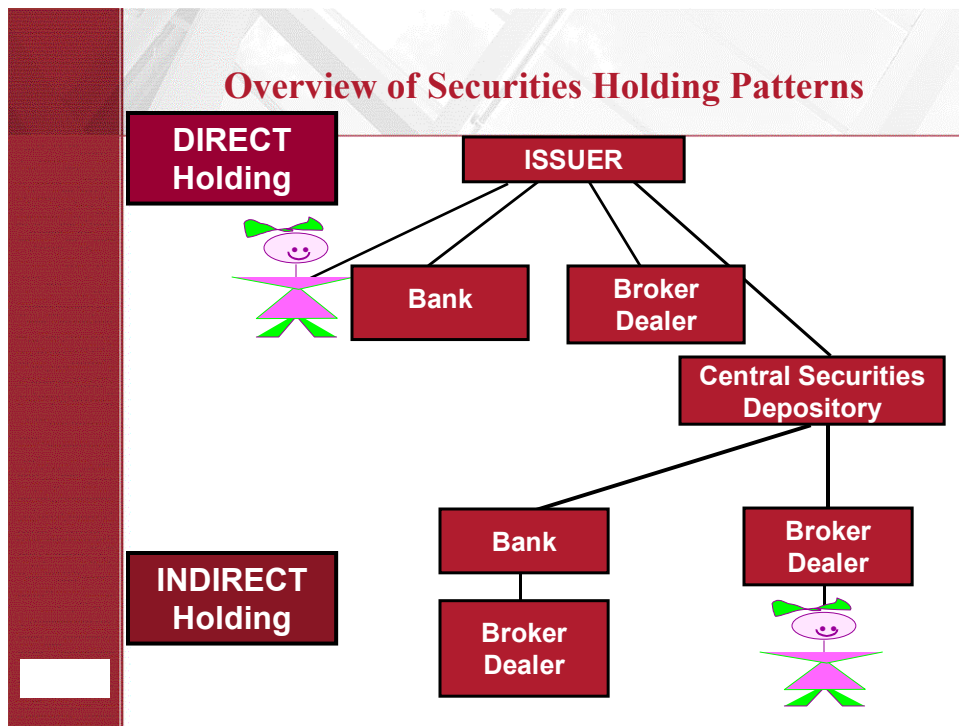 Overview of Securities Holding Patterns
DIRECT
Holding
ISSUER
Bank
Broker
Dealer
Central Securities
Depository
Bank
Broker
Dealer
INDIRECT
Holding
Broker
Dealer